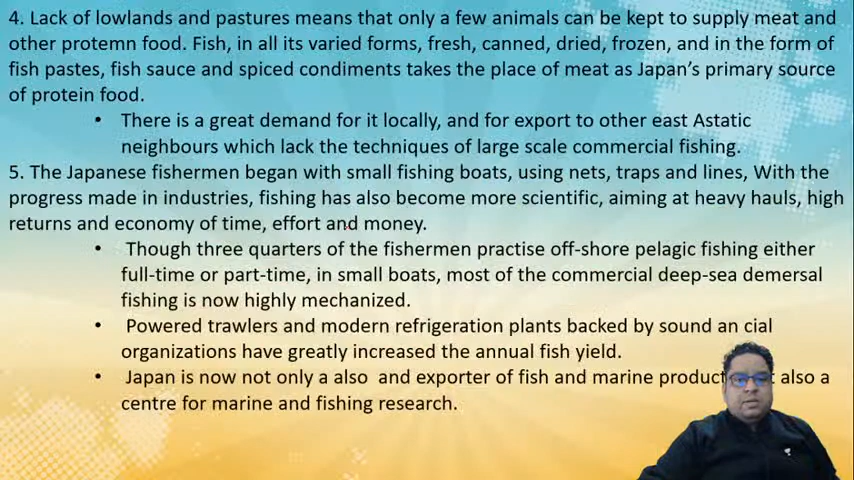 4. Lack of lowlands and pastures means that only a few animals can be kept to supply meat and
other protemn food. Fish, in all its varied forms, fresh, canned, dried, frozen, and in the form of
fish pastes, fish sauce and spiced condiments takes the place of meat as Japan's primary source
of protein food.
• There is a great demand for it locally, and for export to other east Astatic
neighbours which lack the techniques of large scale commercial fishing.
5. The Japanese fishermen began with small fishing boats, using nets, traps and lines, With the
progress made in industries, fishing has also become more scientific, aiming at heavy hauls, high
returns and economy of time, effort and money.
• Though three quarters of the fishermen practise off-shore pelagic fishing either
full-time or part-time, in small boats, most of the commercial deep-sea demersal
fishing is now highly mechanized.
• Powered trawlers and modern refrigeration plants backed by sound an cial
organizations have greatly increased the annual fish yield.
• Japan is now not only a also and exporter of fish and marine also a
centre for marine and fishing research.